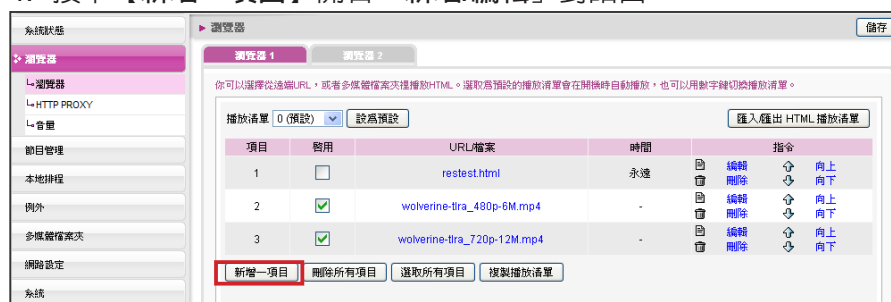 系統狀態
瀏覽器
瀏覽器
HTTP PROXY
音量
節目管理
本地排程
例外
多媒體檔案夾
網路設定
系統
瀏覽器
儲存
瀏覽器 1
瀏覽器 2
你可以選擇從遠端URL，或者多媒體檔案夾裡播放HTML。選取為預設的播放清單會在開機時自動播放，也可以用數字鍵切換播放清單。
播放清單 0 (預設) 設為預設 匯入/匯出 HTML 播放清單
項目 啓用 URL/檔案 時間 指令
1 restest.html 永遠 編輯 向上
刪除 向下
2 wolverine-tlra_480p-6M.mp4 - 編輯 向上
刪除 向下
3 wolverine-tlra_720p-12M.mp4 - 編輯 向上
刪除 向下
新增一項目 刪除所有項目 選取所有項目 複製播放清單